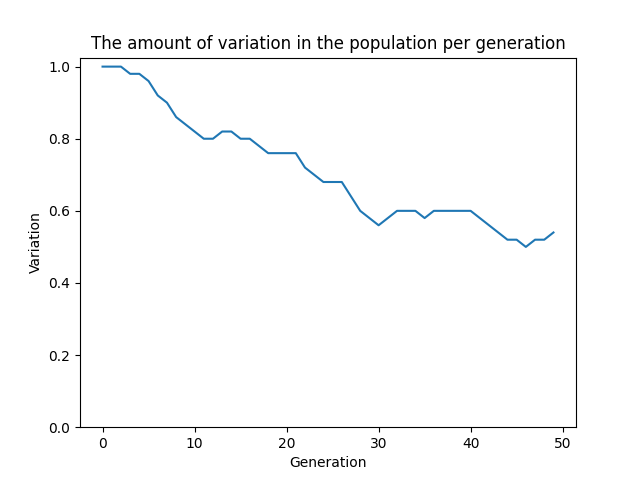 The amount of variation in the population per generation
1.0
0.8
0.6
0.4
0.2
0.0
Variation
0 10 20 30 40 50
Generation